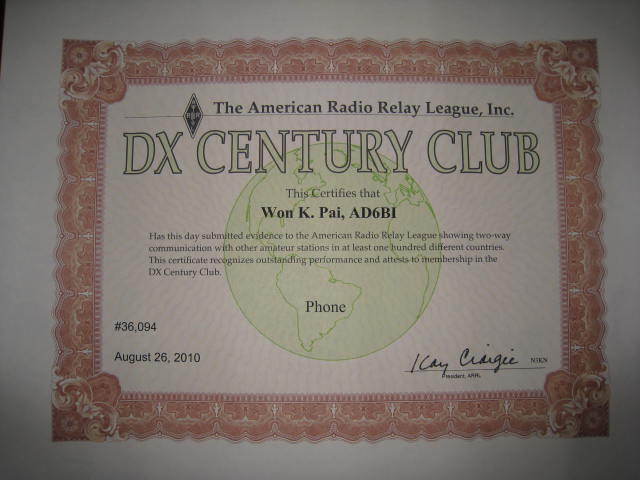 The American Radio Relay League, Inc.
DX CENTURY CLUB
This Certifies that
Won K. Pai, AD6BI
Has this day submitted evidence to the American Radio Relay League showing two-way
communication with other amateur stations in at least one hundred different countries.
This certificate recognizes outstanding performance and attests to membership in the
DX Century Club.
Phone
#36,094
August 26, 2010
Kay Craigie N3KN
President, ARRL